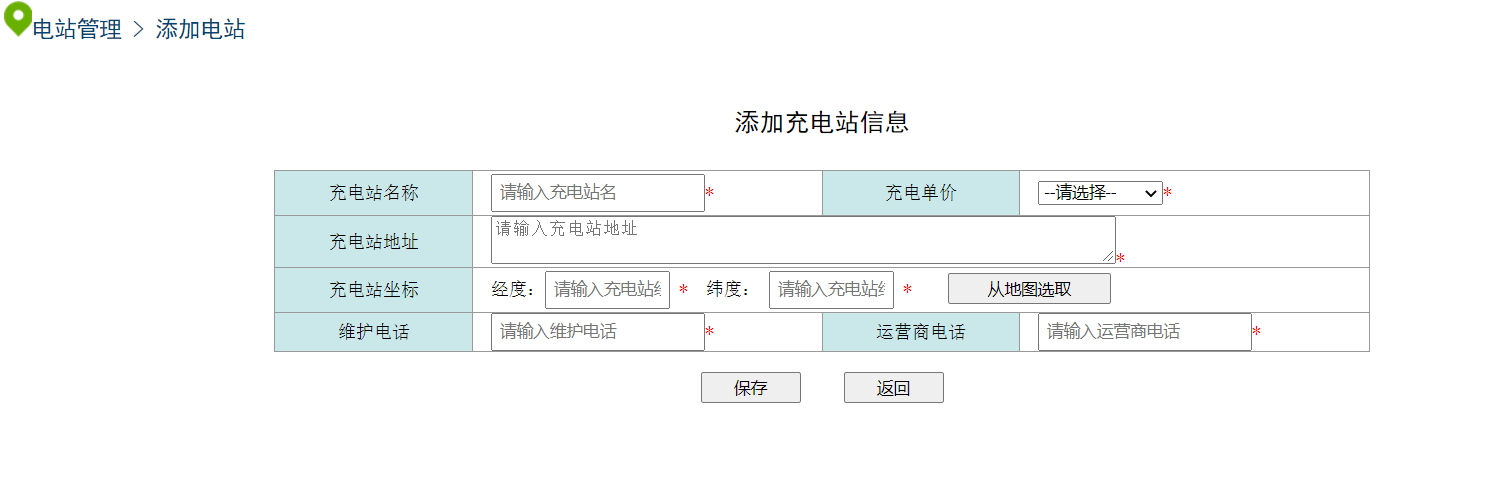 电站管理 > 添加电站
添加充电站信息
充电站名称 请输入充电站名* 充电单价 --请选择-- *
充电站地址 请输入充电站地址 *
充电站坐标 经度: 请输入充电站经 * 纬度: 请输入充电站纬 * 从地图选取
维护电话 请输入维护电话 * 运营商电话 请输入运营商电话 *
保存 返回